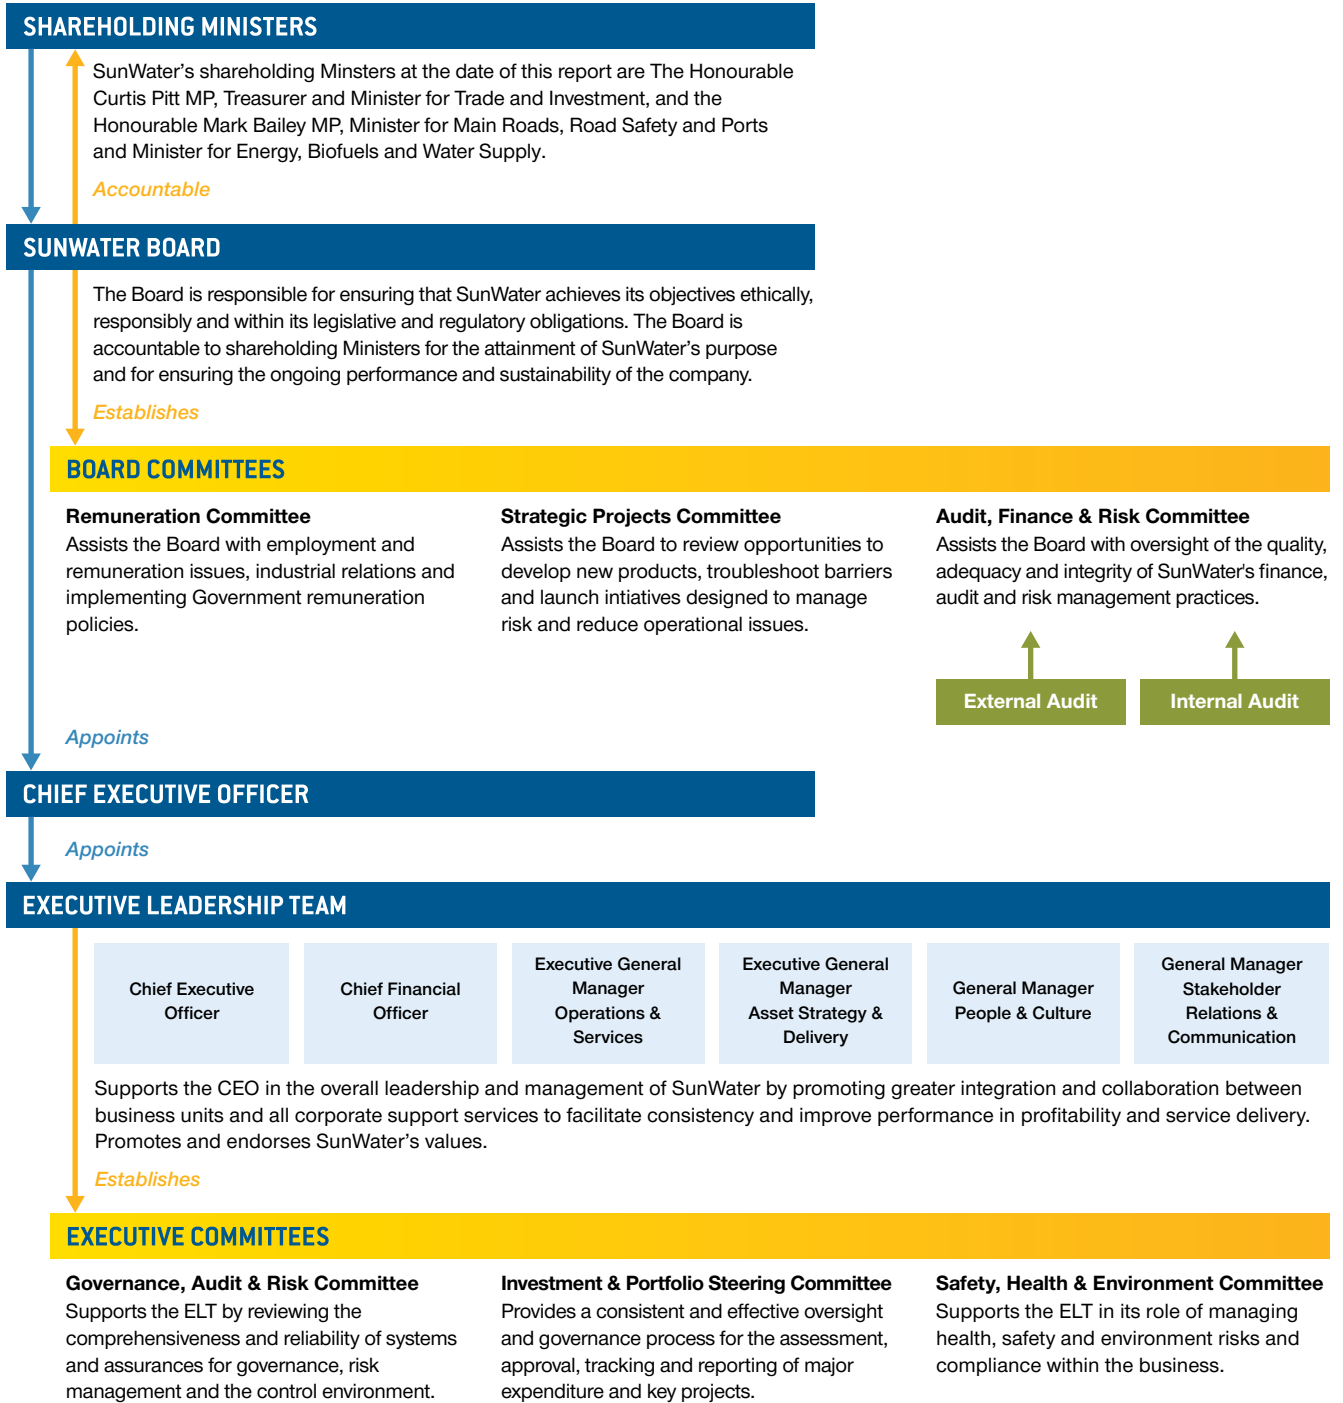 SHAREHOLDING MINISTERS
SunWater’s shareholding Minsters at the date of this report are The Honourable
Curtis Pitt MP, Treasurer and Minister for Trade and Investment, and the
Honourable Mark Bailey MP, Minister for Main Roads, Road Safety and Ports
and Minister for Energy, Biofuels and Water Supply.
Accountable
SUNWATER BOARD
The Board is responsible for ensuring that SunWater achieves its objectives ethically,
responsibly and within its legislative and regulatory obligations. The Board is
accountable to shareholding Ministers for the attainment of SunWater’s purpose
and for ensuring the ongoing performance and sustainability of the company.
Establishes
BOARD COMMITTEES
Remuneration Committee
Assists the Board with employment and
remuneration issues, industrial relations and
implementing Government remuneration
policies.
Strategic Projects Committee
Assists the Board to review opportunities to
develop new products, troubleshoot barriers
and launch intiatives designed to manage
risk and reduce operational issues.
Audit, Finance & Risk Committee
Assists the Board with oversight of the quality,
adequacy and integrity of SunWater's finance,
audit and risk management practices.
External Audit
Internal Audit
Appoints
CHIEF EXECUTIVE OFFICER
Appoints
EXECUTIVE LEADERSHIP TEAM
Chief Executive
Officer
Chief Financial
Officer
Executive General
Manager
Operations &
Services
Executive General
Manager
Asset Strategy &
Delivery
General Manager
People & Culture
General Manager
Stakeholder
Relations &
Communication
Supports the CEO in the overall leadership and management of SunWater by promoting greater integration and collaboration between
business units and all corporate support services to facilitate consistency and improve performance in profitability and service delivery.
Promotes and endorses SunWater’s values.
Establishes
EXECUTIVE COMMITTEES
Governance, Audit & Risk Committee
Supports the ELT by reviewing the
comprehensiveness and reliability of systems
and assurances for governance, risk
management and the control environment.
Investment & Portfolio Steering Committee
Provides a consistent and effective oversight
and governance process for the assessment,
approval, tracking and reporting of major
expenditure and key projects.
Safety, Health & Environment Committee
Supports the ELT in its role of managing
health, safety and environment risks and
compliance within the business.